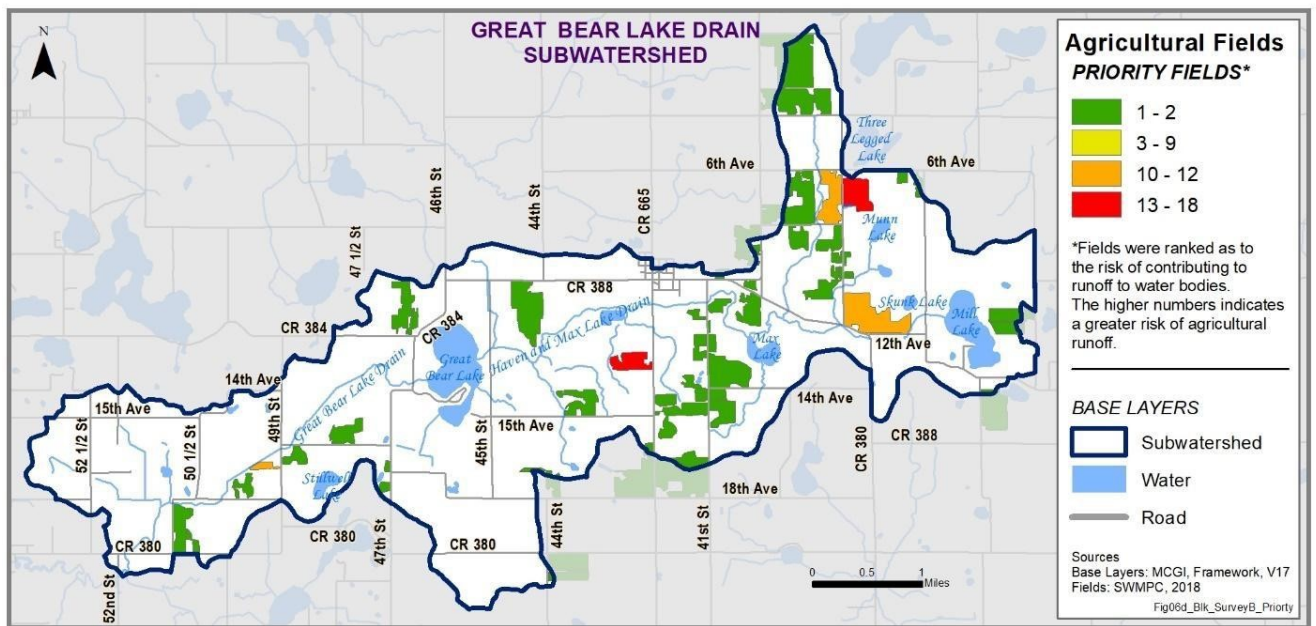 GREAT BEAR LAKE DRAIN
SUBWATERSHED
N
Three
Legged
Lake
6th Ave
6th Ave
46th St
44th St
CR 665
Munn
Lake
47 1/2 St
CR 388
CR 384
CR 384
Haven and Max Lake Drain
Skunk Lake
Mill
Lake
12th Ave
Max
Lake
Great
Bear Lake
Great Bear Lake Drain
14th Ave
14th Ave
15th Ave
15th Ave
52 1/2 St
50 1/2 St
49th St
45th St
CR 380
CR 388
Stillwell
Lake
18th Ave
47th St
44th St
41st St
CR 380
CR 380
CR 380
52nd St
0 0.5 1
Miles
Agricultural Fields
PRIORITY FIELDS*
1 - 2
3 - 9
10 - 12
13 - 18
*Fields were ranked as to
the risk of contributing to
runoff to water bodies.
The higher numbers indicates
a greater risk of agricultural
runoff.
BASE LAYERS
Subwatershed
Water
Road
Sources
Base Layers: MCGI, Framework, V17
Fields: SWMPC, 2018
Fig06d_Blk_SurveyB_Priorty